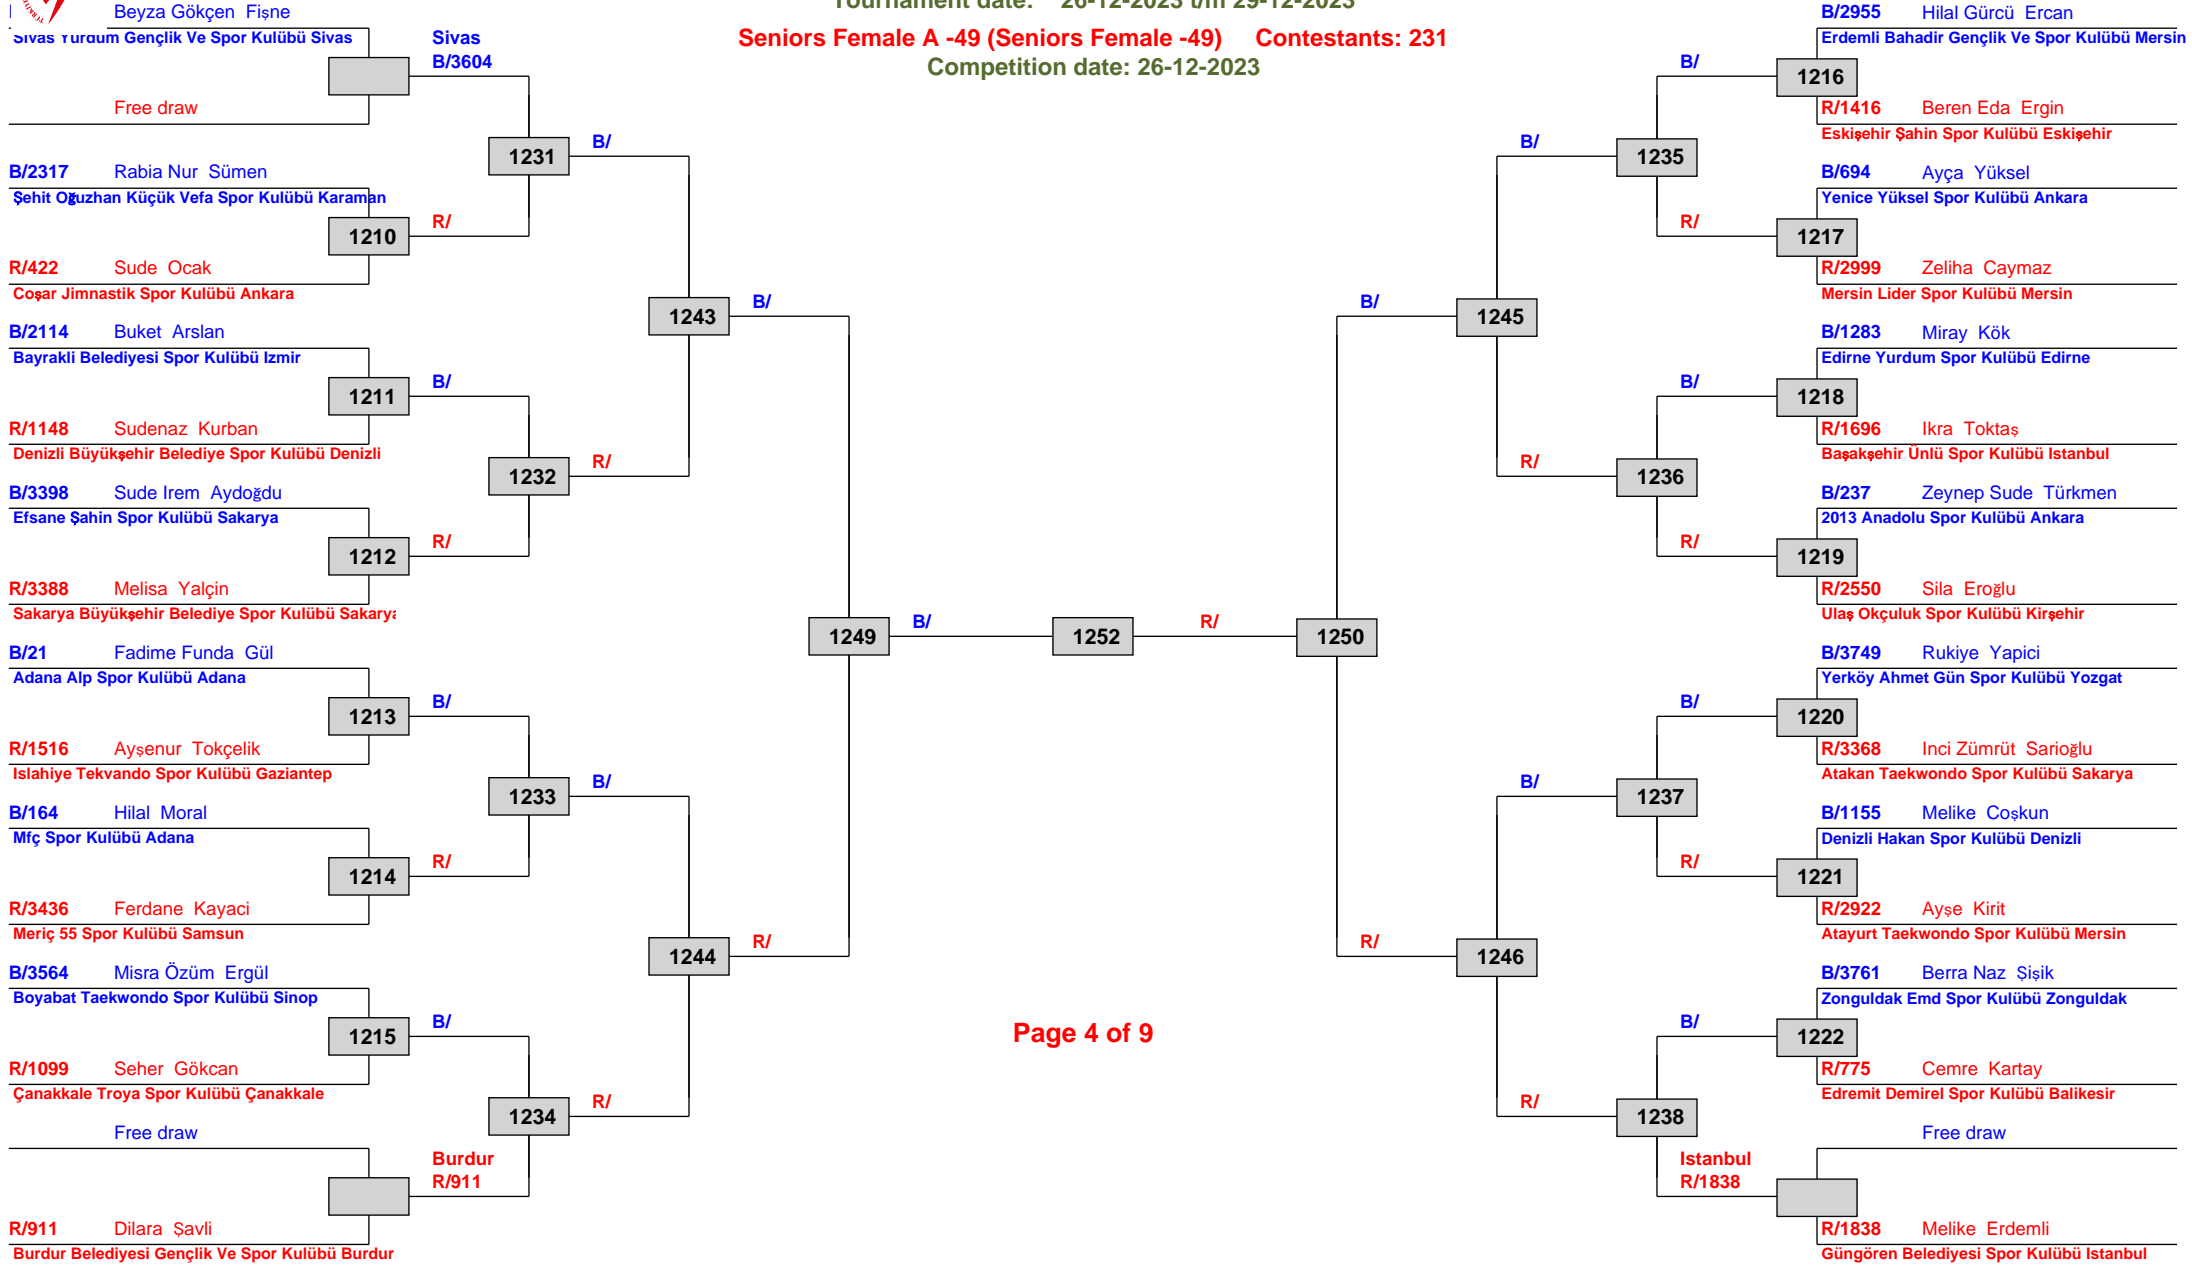 Tournament date: 26-12-2023 t/m 29-12-2023
Seniors Female A -49 (Seniors Female -49) Contestants: 231
Competition date: 26-12-2023
Beyza Gökçen Fişne
Sivas Yurdum Gençlik Ve Spor Kulübü Sivas
Sivas
B/3604
Free draw
1231
B/
B/2317 Rabia Nur Sümen
Şehit Oğuzhan Küçük Vefa Spor Kulübü Karaman
1210
R/
R/422 Sude Ocak
Coşar Jimnastik Spor Kulübü Ankara
1243
B/
B/2114 Buket Arslan
Bayrakli Belediyesi Spor Kulübü Izmir
1211
B/
R/1148 Sudenaz Kurban
Denizli Büyükşehir Belediye Spor Kulübü Denizli
1232
R/
B/3398 Sude Irem Aydoğdu
Efsane Şahin Spor Kulübü Sakarya
1212
R/
R/3388 Melisa Yalçin
Sakarya Büyükşehir Belediye Spor Kulübü Sakarya
1249
B/
1252
R/
1250
B/21 Fadime Funda Gül
Adana Alp Spor Kulübü Adana
1213
B/
R/1516 Ayşenur Tokçelik
Islahiye Tekvando Spor Kulübü Gaziantep
1233
B/
B/164 Hilal Moral
Mfç Spor Kulübü Adana
1214
R/
R/3436 Ferdane Kayaci
Meriç 55 Spor Kulübü Samsun
1244
R/
B/3564 Misra Özüm Ergül
Boyabat Taekwondo Spor Kulübü Sinop
1215
B/
R/1099 Seher Gökcan
Çanakkale Troya Spor Kulübü Çanakkale
1234
R/
Free draw
Burdur
R/911
R/911 Dilara Şavli
Burdur Belediyesi Gençlik Ve Spor Kulübü Burdur
B/2955 Hilal Gürcü Ercan
Erdemli Bahadir Gençlik Ve Spor Kulübü Mersin
B/
1216
R/1416 Beren Eda Ergin
Eskişehir Şahin Spor Kulübü Eskişehir
B/
1235
B/694 Ayça Yüksel
Yenice Yüksel Spor Kulübü Ankara
R/
1217
R/2999 Zeliha Caymaz
Mersin Lider Spor Kulübü Mersin
B/
1245
B/1283 Miray Kök
Edirne Yurdum Spor Kulübü Edirne
B/
1218
R/1696 Ikra Toktaş
Başakşehir Ünlü Spor Kulübü Istanbul
R/
1236
B/237 Zeynep Sude Türkmen
2013 Anadolu Spor Kulübü Ankara
R/
1219
R/2550 Sila Eroğlu
Ulaş Okçuluk Spor Kulübü Kirşehir
B/3749 Rukiye Yapici
Yerköy Ahmet Gün Spor Kulübü Yozgat
B/
1220
R/3368 Inci Zümrüt Sarioğlu
Atakan Taekwondo Spor Kulübü Sakarya
B/
1237
B/1155 Melike Coşkun
Denizli Hakan Spor Kulübü Denizli
R/
1221
R/2922 Ayşe Kirit
Atayurt Taekwondo Spor Kulübü Mersin
R/
1246
B/3761 Berra Naz Şişik
Zonguldak Emd Spor Kulübü Zonguldak
B/
1222
R/775 Cemre Kartay
Edremit Demirel Spor Kulübü Balikesir
R/
1238
Free draw
Istanbul
R/1838
R/1838 Melike Erdemli
Güngören Belediyesi Spor Kulübü Istanbul
Page 4 of 9